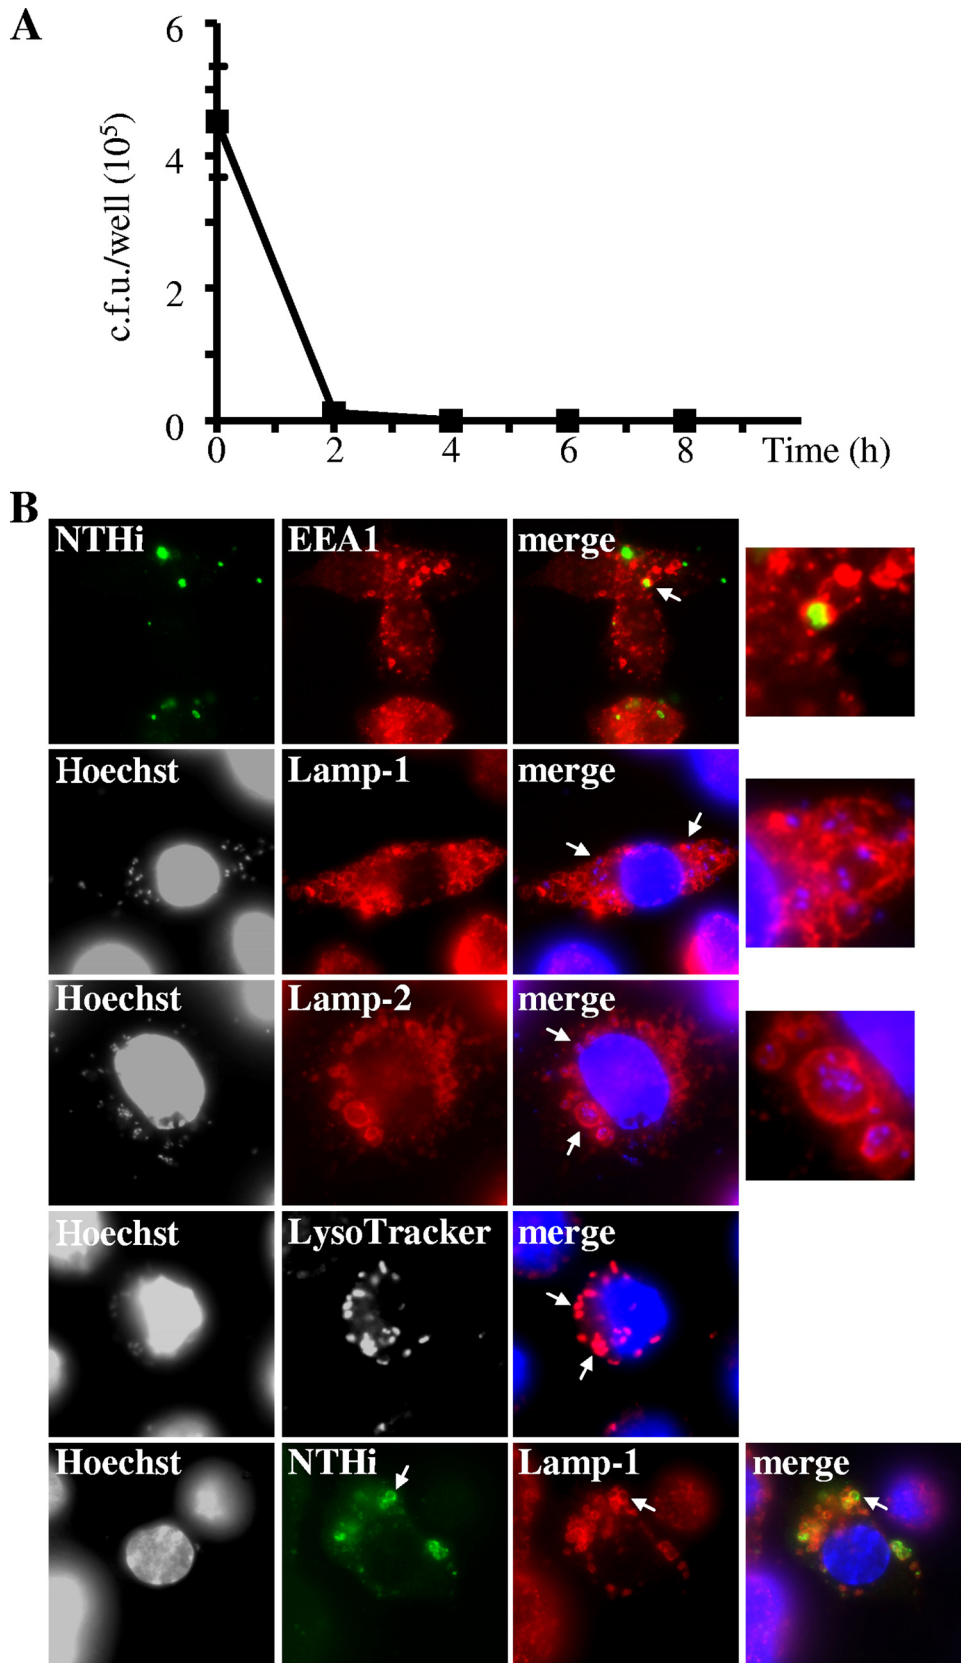 A
6
4
2
0
c.f.u./well (10⁵)
0 2 4 6 8 Time (h)
B
NTHi EEA1 merge
Hoechst Lamp-1 merge
Hoechst Lamp-2 merge
Hoechst LysoTracker merge
Hoechst NTHi Lamp-1 merge